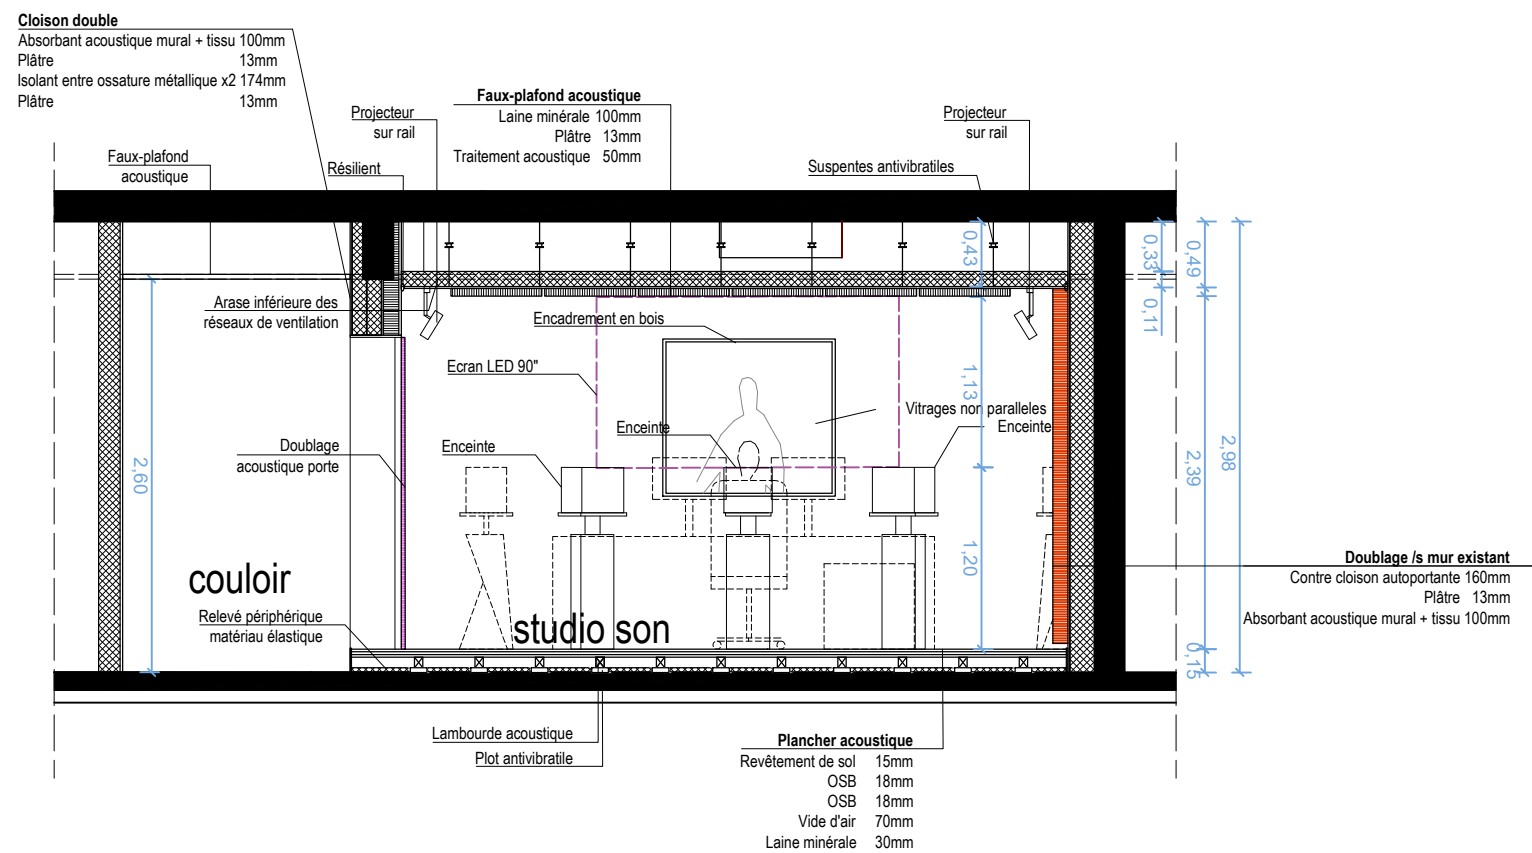 Cloison double
Absorbant acoustique mural + tissu 100mm
Plâtre 13mm
Isolant entre ossature métallique x2 174mm
Plâtre 13mm
Faux-plafond acoustique
Laine minérale 100mm
Plâtre 13mm
Traitement acoustique 50mm
Projecteur
sur rail
Projecteur
sur rail
Faux-plafond
acoustique
Résilient
Suspentes antivibratiles
0,43
0,33
0,49
0,11
Arase inférieure des
réseaux de ventilation
Encadrement en bois
Ecran LED 90"
1,13
Vitrages non paralleles
Enceinte
Enceinte
Enceinte
Doublage
acoustique porte
2,60
2,39
2,98
1,20
couloir
studio son
Relevé périphérique
matériau élastique
0,15
Doublage /s mur existant
Contre cloison autoportante 160mm
Plâtre 13mm
Absorbant acoustique mural + tissu 100mm
Lambourde acoustique
Plot antivibratile
Plancher acoustique
Revêtement de sol 15mm
OSB 18mm
OSB 18mm
Vide d'air 70mm
Laine minérale 30mm